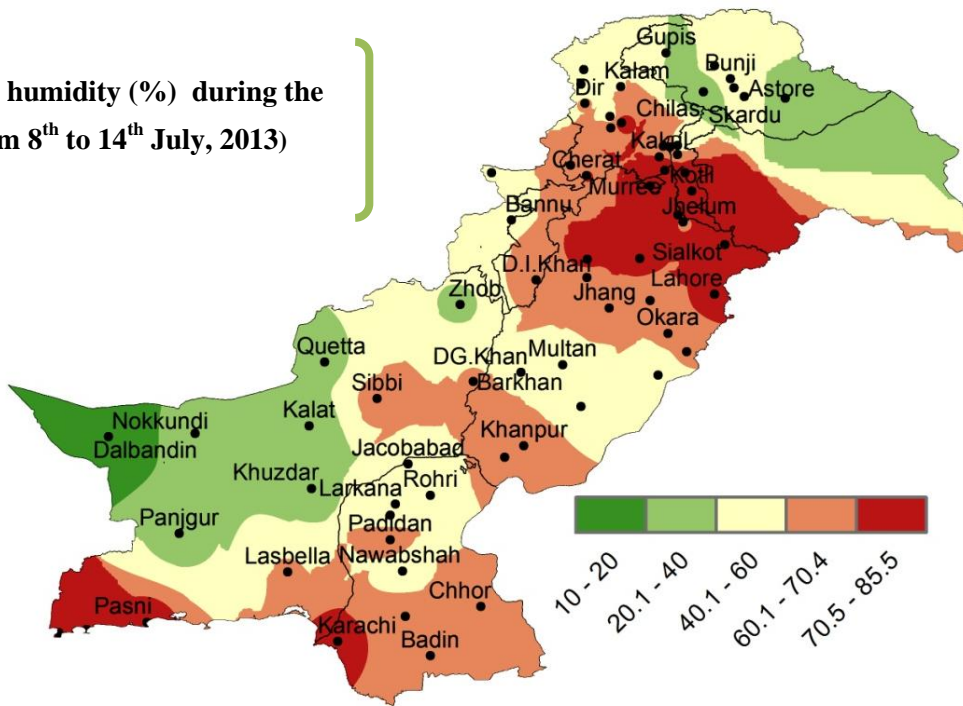 humidity (%) during the
m 8th to 14th July, 2013)
Gupis
Bunji
Kalam
Dir
Astore
Chilas
Skardu
Kakul
Cherat
Kotli
Murree
Bannu
Jhelum
Sialkot
D.I.Khan
Lahore
Zhob
Jhang
Okara
Quetta
DG.Khan
Multan
Sibbi
Barkhan
Kalat
Nokkundi
Khanpur
Dalbandin
Jacobabad
Khuzdar
Rohri
Larkana
Panjgur
Padidan
Lasbella
Nawabshah
Chhor
Pasni
Karachi
Badin
10 - 20
20.1 - 40
40.1 - 60
60.1 - 70.4
70.5 - 85.5